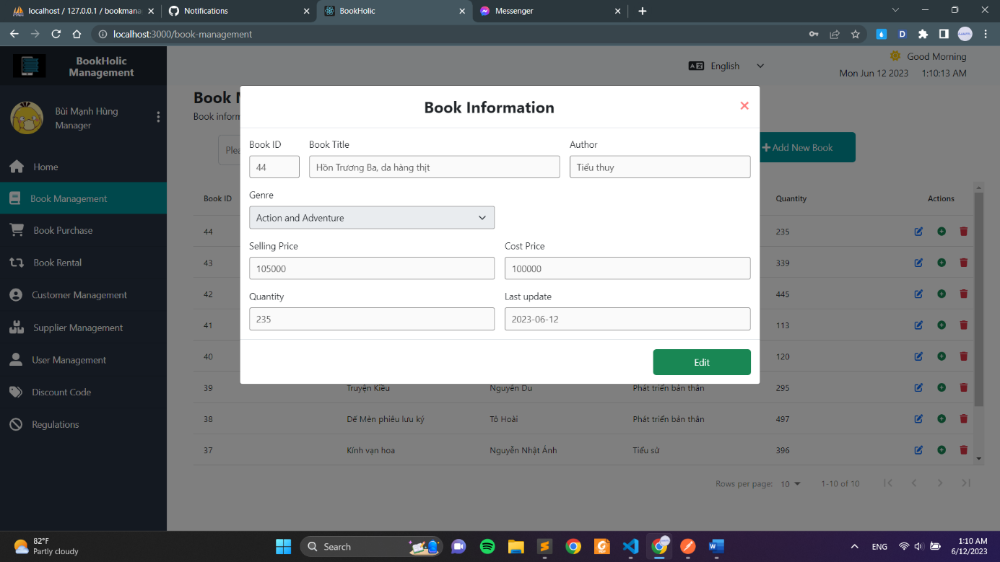 localhost / 127.0.0.1 / bookmana
Notifications
BookHolic
Messenger
localhost:3000/book-management
D
BookHolic
Management
English
Good Morning
Mon Jun 12 2023 1:10:13 AM
Bùi Mạnh Hùng
Manager
Home
Book Management
Book Purchase
Book Rental
Customer Management
Supplier Management
User Management
Discount Code
Regulations
Book
Book inform
Plea
Add New Book
Book Information
Book ID Book Title Author
44 Hồn Trương Ba, da hàng thịt Tiểu thuy
Genre
Action and Adventure
Selling Price Cost Price
105000 100000
Quantity Last update
235 2023-06-12
Edit
Book ID Quantity Actions
44 235
43 339
42 445
41 113
40 120
39 Truyện Kiều Nguyễn Du Phát triển bản thân 295
38 Dế Mèn phiêu lưu ký Tô Hoài Phát triển bản thân 497
37 Kính vạn hoa Nguyễn Nhật Ánh Tiểu sử 396
Rows per page: 10 1-10 of 10
82°F
Partly cloudy
Search
ENG
1:10 AM
6/12/2023